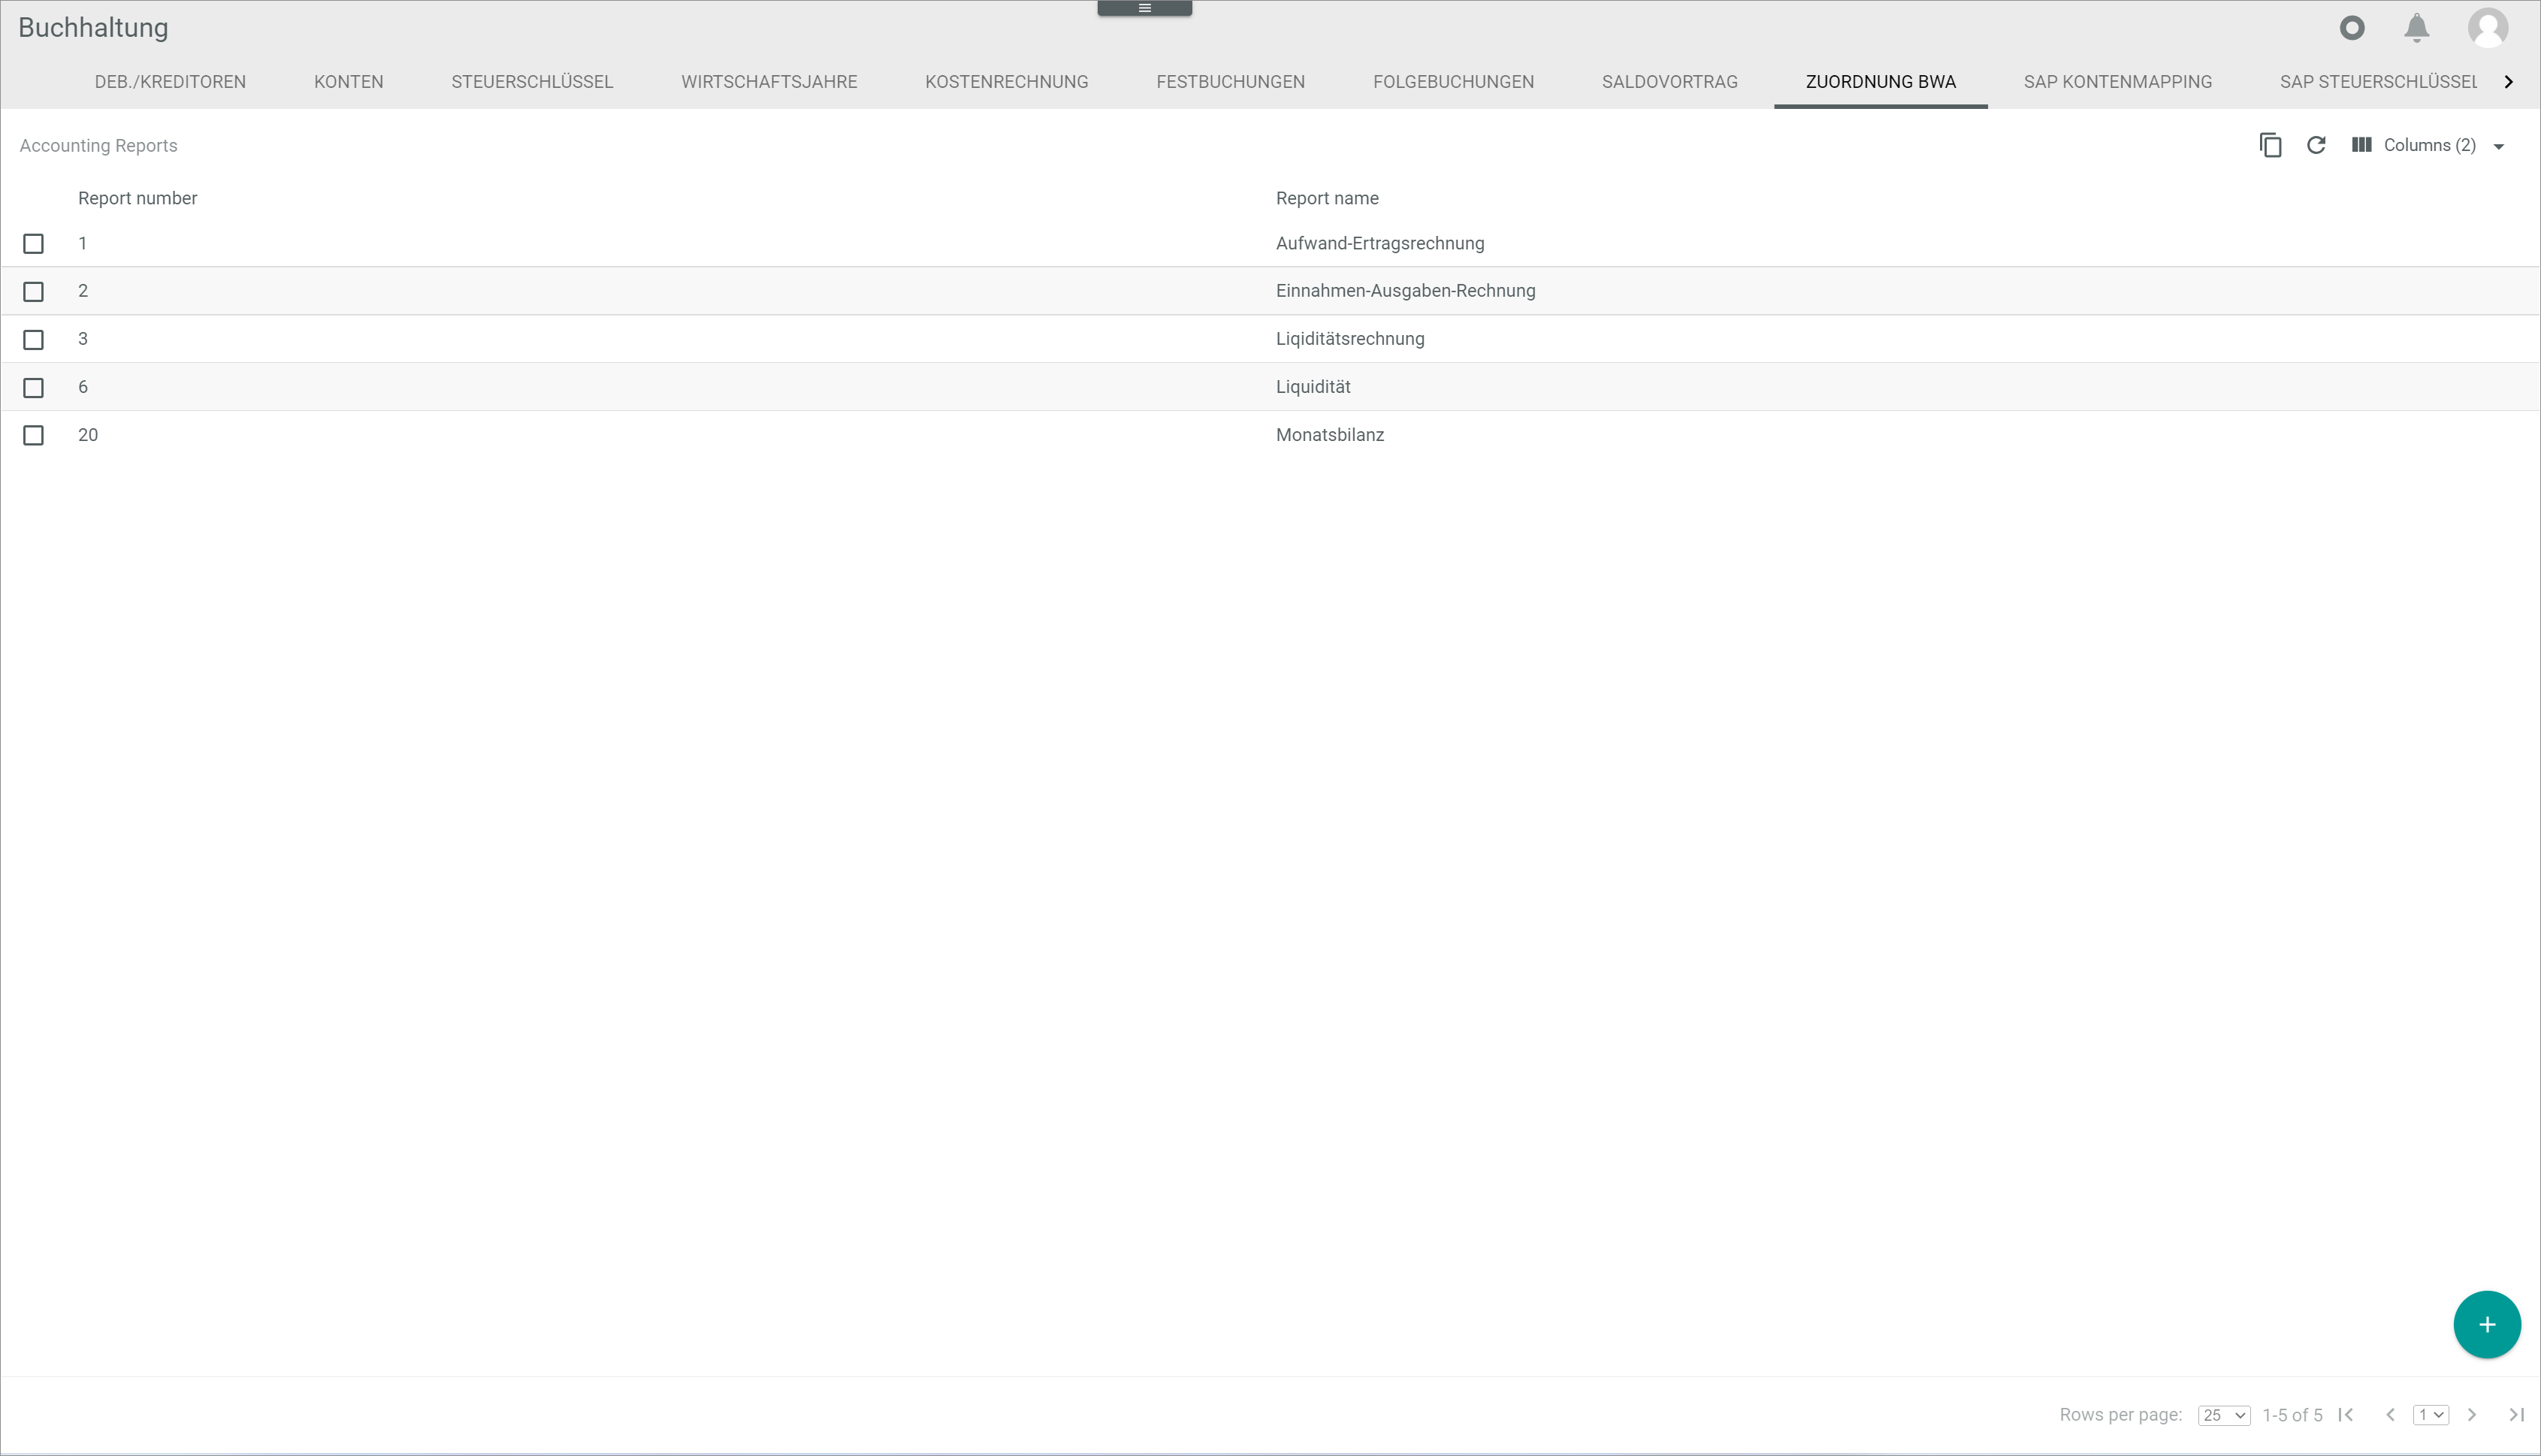 Buchhaltung
DEB./KREDITOREN KONTEN STEUERSCHLÜSSEL WIRTSCHAFTSJAHRE KOSTENRECHNUNG FESTBUCHUNGEN FOLGEBUCHUNGEN SALDOVORTRAG ZUORDNUNG BWA SAP KONTENMAPPING SAP STEUERSCHLÜSSEL
Accounting Reports Columns (2)
Report number Report name
1 Aufwand-Ertragsrechnung
2 Einnahmen-Ausgaben-Rechnung
3 Liqiditätsrechnung
6 Liquidität
20 Monatsbilanz
Rows per page: 25 1-5 of 5 1